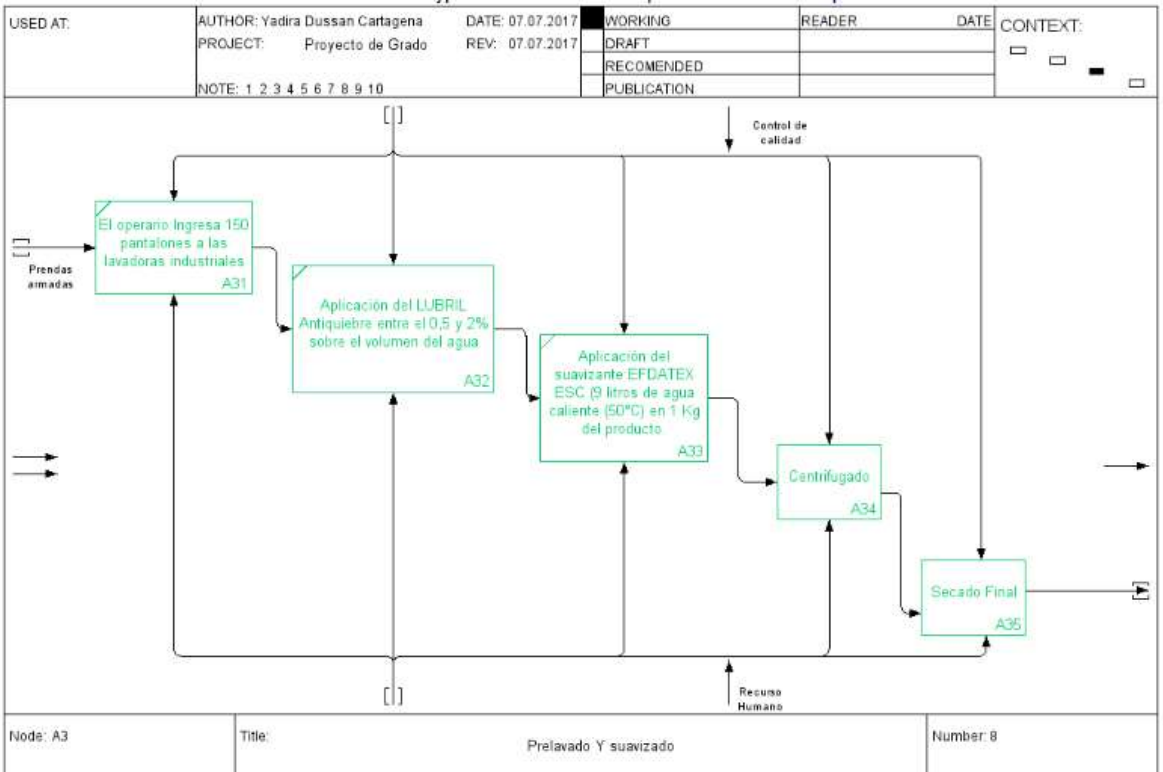 USED AT:
AUTHOR: Yadira Dussan Cartagena
DATE: 07.07.2017
PROJECT: Proyecto de Grado
REV: 07.07.2017
NOTE: 1 2 3 4 5 6 7 8 9 10
WORKING
DRAFT
RECOMENDED
PUBLICATION
READER
DATE
CONTEXT:
Control de
calidad
El operario Ingresa 150
pantalones a las
lavadoras industriales
A31
Prendas
armadas
Aplicación del LUBRIL
Antiquiebre entre el 0,5 y 2%
sobre el volumen del agua
A32
Aplicación del
suavizante EFDATEX
ESC (9 litros de agua
caliente (50°C) en 1 Kg
del producto
A33
Centrifugado
A34
Secado Final
A35
Recurso
Humano
Node: A3
Title:
Prelavado Y suavizado
Number: 8